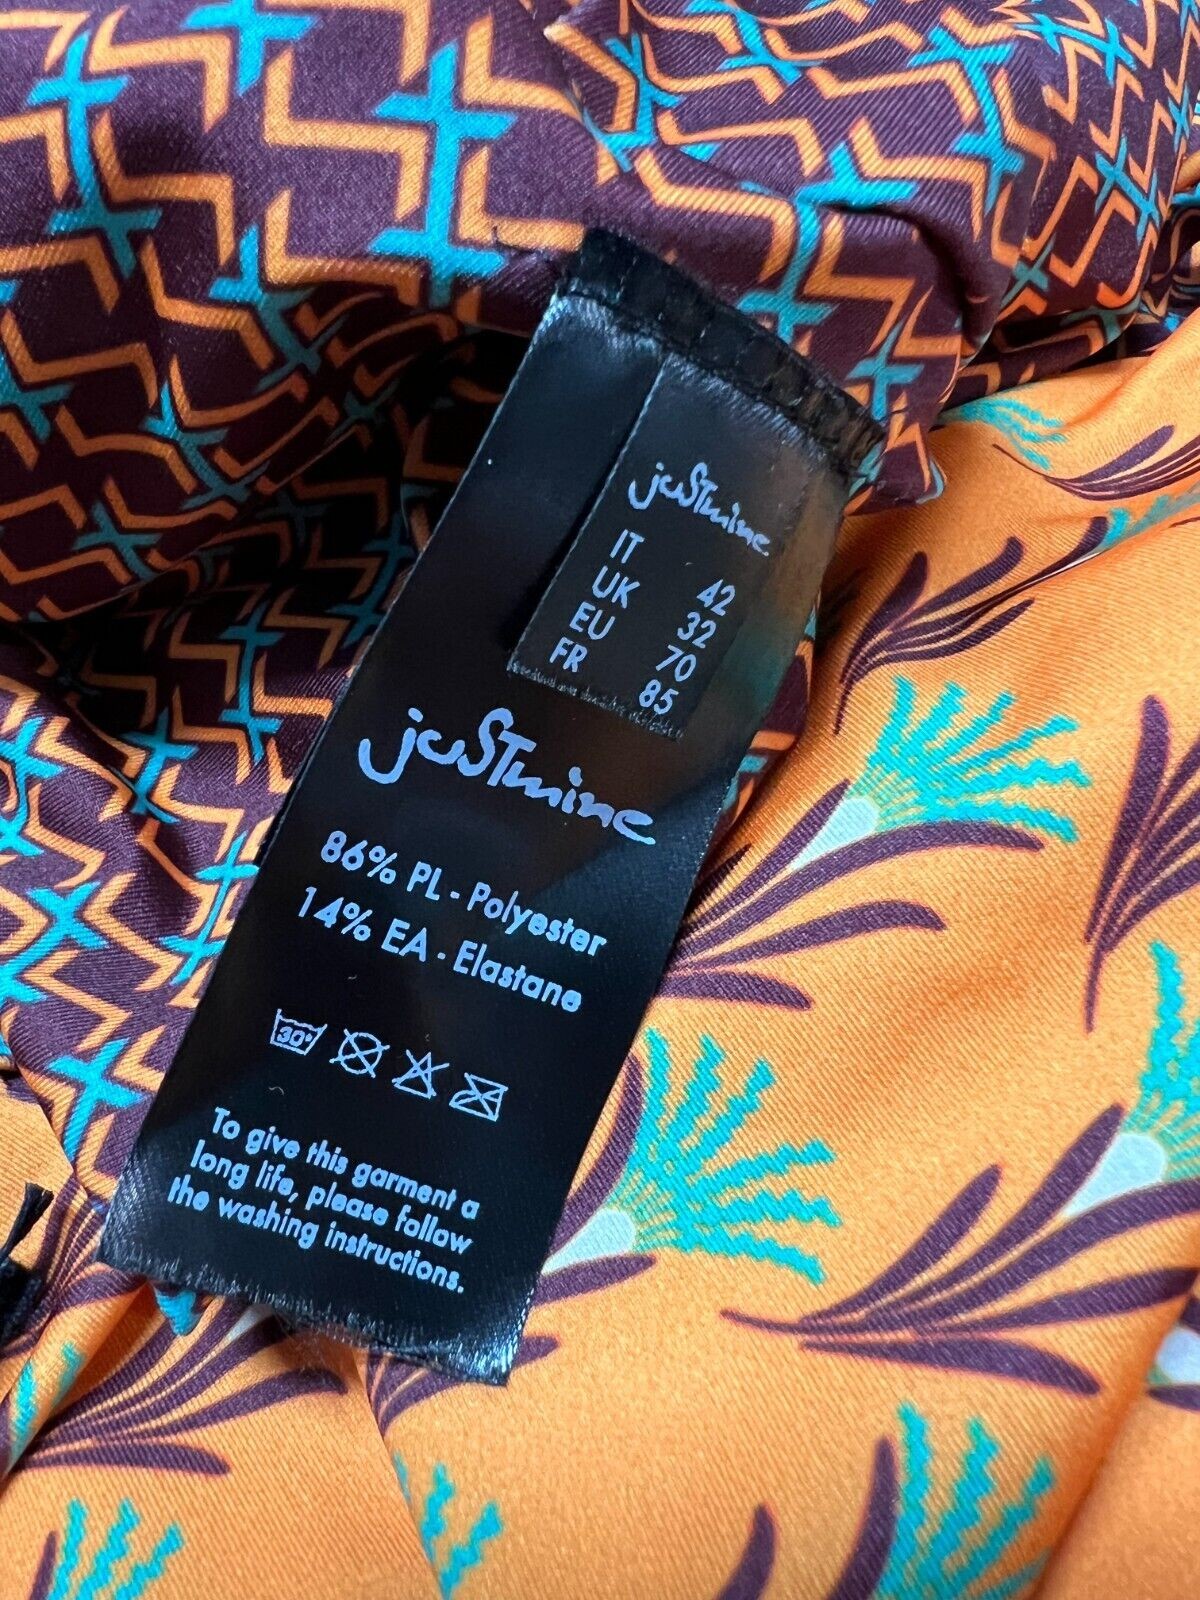 juSTmine
IT 42
UK 32
EU 70
FR 85
juSTmine
86% PL - Polyester
14% EA - Elastane
30°
To give this garment a
long life, please follow
the washing instructions.